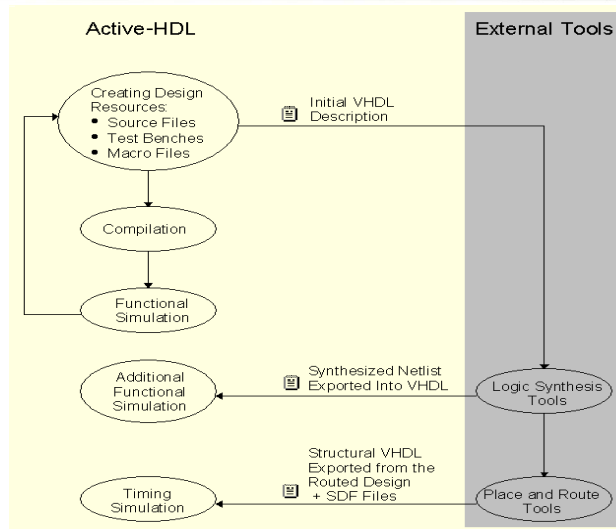 Active-HDL
External Tools
Creating Design
Resources:
• Source Files
• Test Benches
• Macro Files
Initial VHDL
Description
Compilation
Functional
Simulation
Additional
Functional
Simulation
Synthesized Netlist
Exported Into VHDL
Logic Synthesis
Tools
Structural VHDL
Exported from the
Routed Design
+ SDF Files
Timing
Simulation
Place and Route
Tools